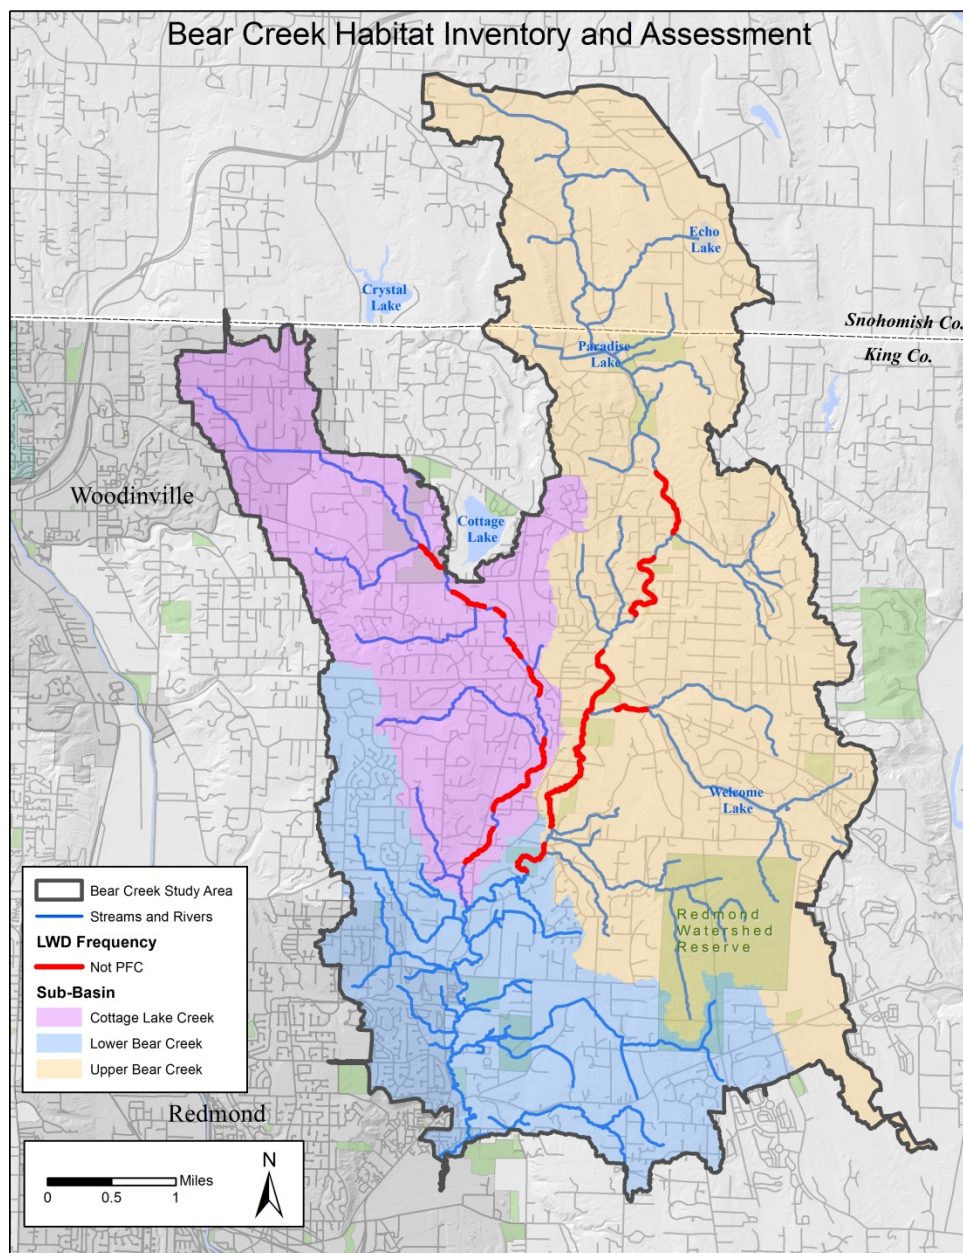 Bear Creek Habitat Inventory and Assessment
Echo
Lake
Crystal
Lake
Snohomish Co.
King Co.
Paradise
Lake
Woodinville
Cottage
Lake
Welcome
Lake
Redmond
Watershed
Reserve
Bear Creek Study Area
Streams and Rivers
LWD Frequency
Not PFC
Sub-Basin
Cottage Lake Creek
Lower Bear Creek
Upper Bear Creek
Redmond
N
Miles
0 0.5 1